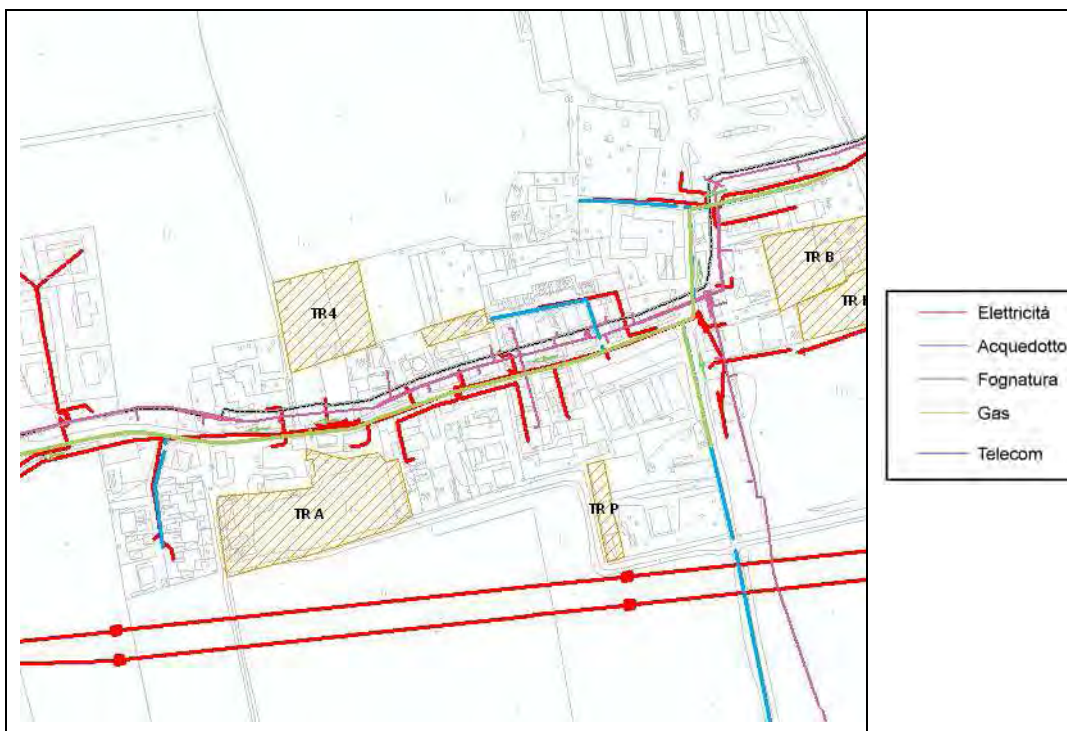 TR 4
TR B
TR A
TR P
Elettricità
Acquedotto
Fognatura
Gas
Telecom